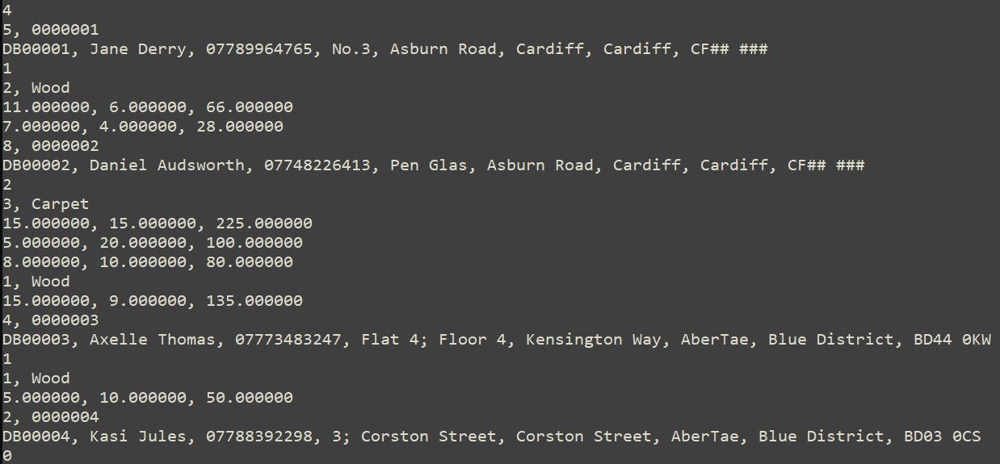 4
5, 0000001
DB00001, Jane Derry, 07789964765, No.3, Asburn Road, Cardiff, Cardiff, CF## ###
1
2, Wood
11.000000, 6.000000, 66.000000
7.000000, 4.000000, 28.000000
8, 0000002
DB00002, Daniel Audsworth, 07748226413, Pen Glas, Asburn Road, Cardiff, Cardiff, CF## ###
2
3, Carpet
15.000000, 15.000000, 225.000000
5.000000, 20.000000, 100.000000
8.000000, 10.000000, 80.000000
1, Wood
15.000000, 9.000000, 135.000000
4, 0000003
DB00003, Axelle Thomas, 07773483247, Flat 4; Floor 4, Kensington Way, AberTae, Blue District, BD44 0KW
1
1, Wood
5.000000, 10.000000, 50.000000
2, 0000004
DB00004, Kasi Jules, 07788392298, 3; Corston Street, Corston Street, AberTae, Blue District, BD03 0CS
0